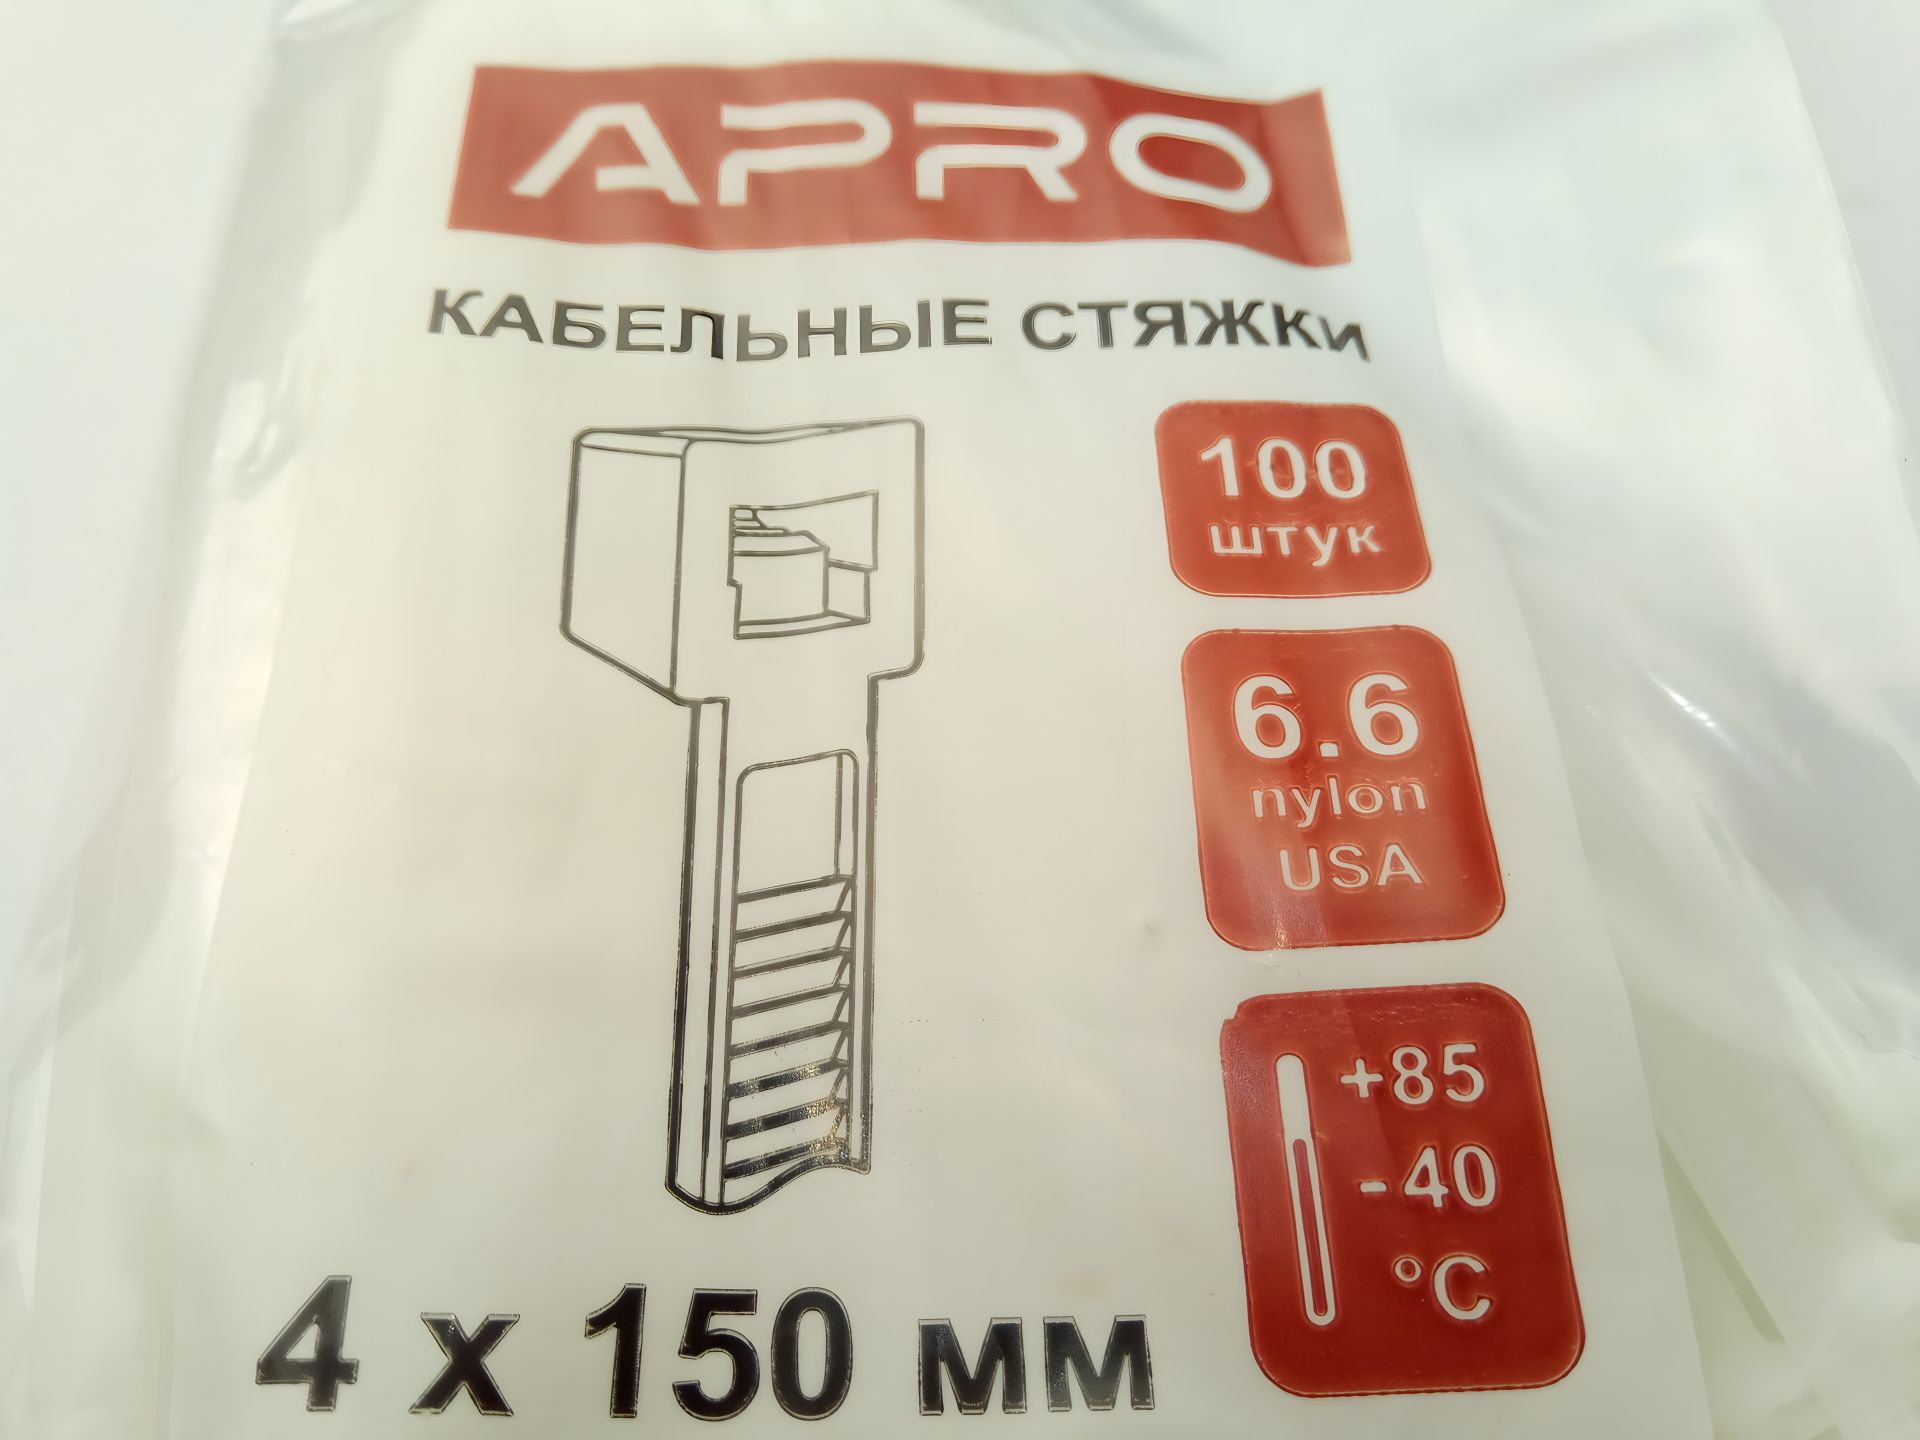 APRO
КАБЕЛЬНЫЕ СТЯЖКИ
100
штук
6.6
nylon
USA
+85
-40
°C
4 x 150 мм